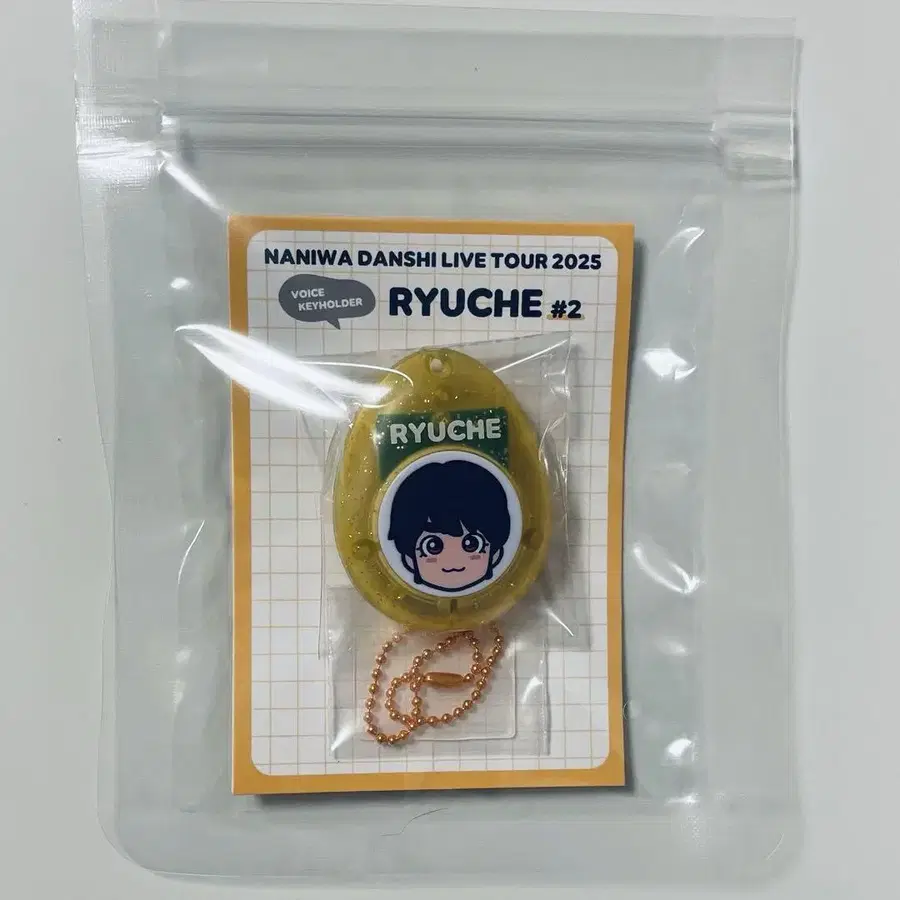 NANIWA DANSHI LIVE TOUR 2025
VOICE
KEYHOLDER
RYUCHE #2
RYUCHE